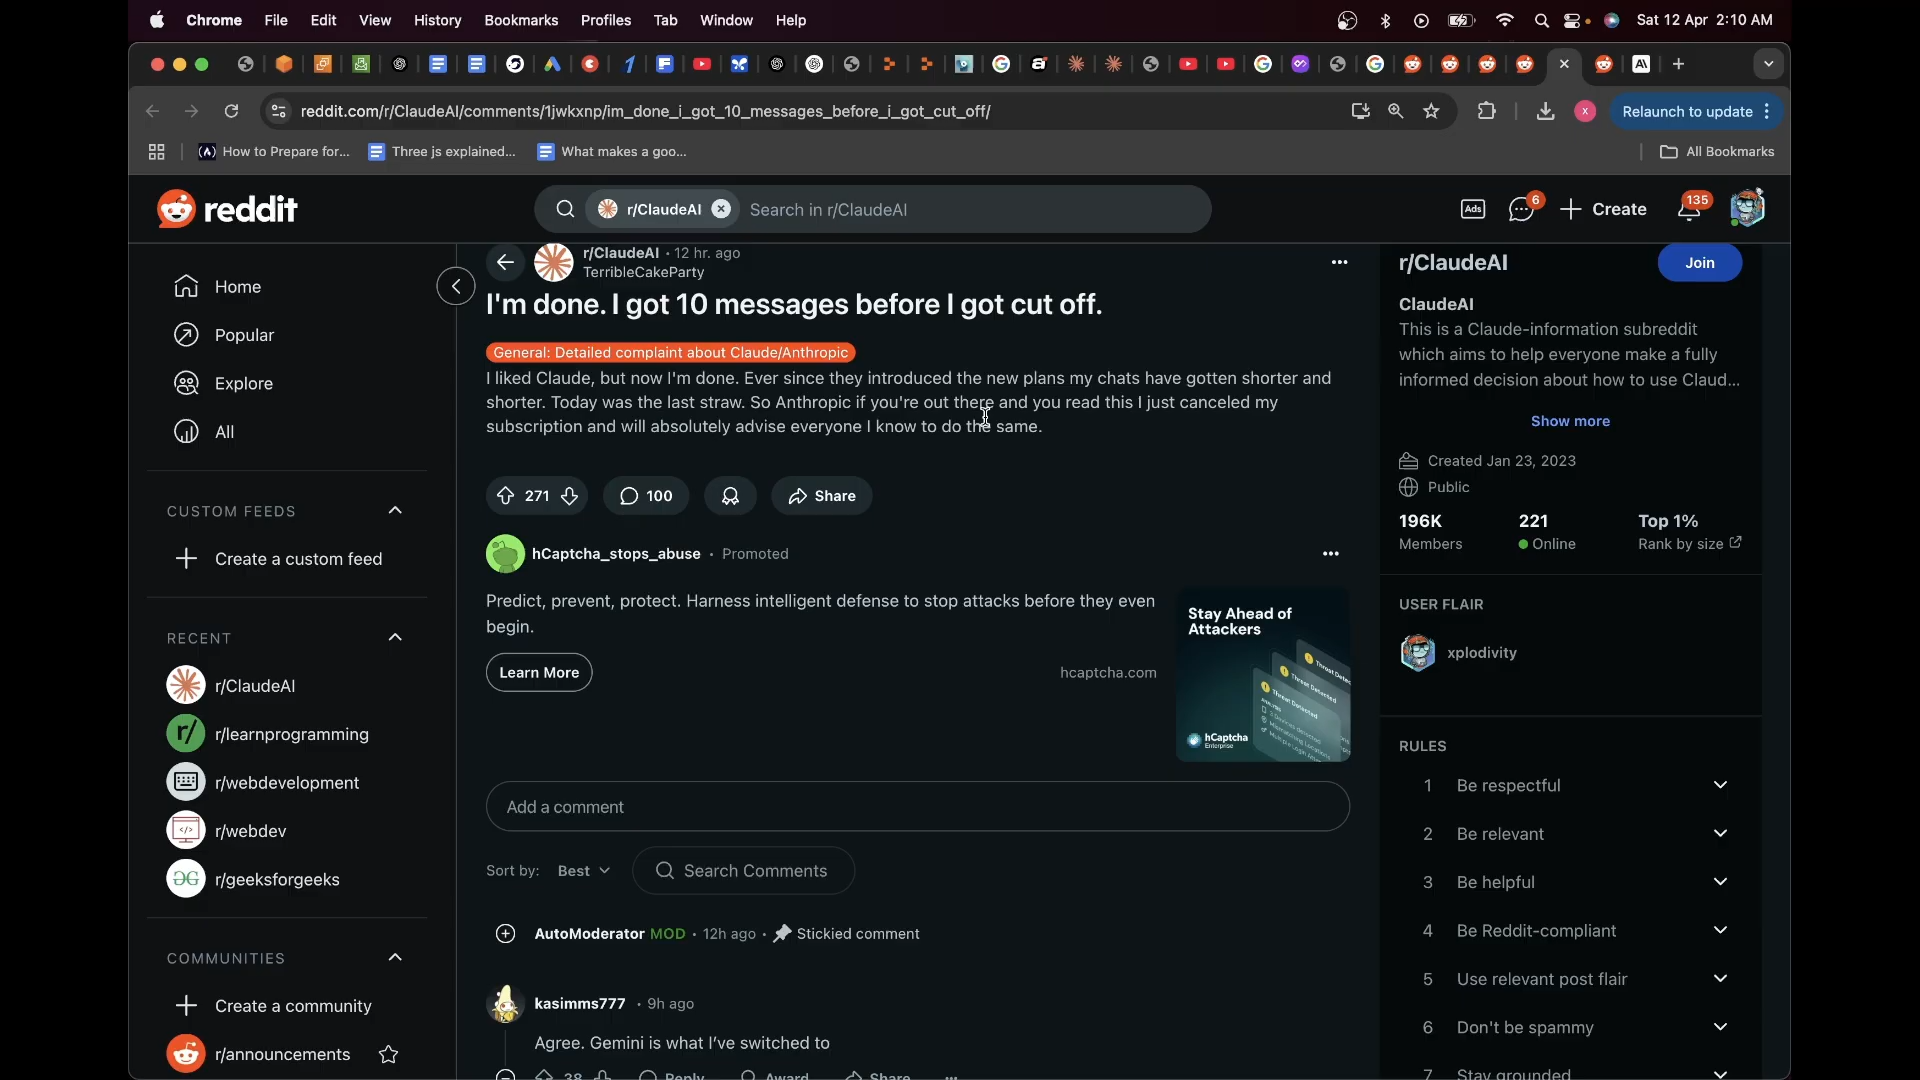 Chrome File Edit View History Bookmarks Profiles Tab Window Help Sat 12 Apr 2:10 AM
reddit.com/r/ClaudeAI/comments/1jwkxnp/im_done_i_got_10_messages_before_i_got_cut_off/ Relaunch to update
How to Prepare for... Three js explained... What makes a goo... All Bookmarks
reddit r/ClaudeAI Search in r/ClaudeAI Ads 6 Create 135
Home
Popular
Explore
All
CUSTOM FEEDS
Create a custom feed
RECENT
r/ClaudeAI
r/learnprogramming
r/webdevelopment
r/webdev
r/geeksforgeeks
COMMUNITIES
Create a community
r/announcements
r/ClaudeAI • 12 hr. ago
TerribleCakeParty
I'm done. I got 10 messages before I got cut off.
General: Detailed complaint about Claude/Anthropic
I liked Claude, but now I'm done. Ever since they introduced the new plans my chats have gotten shorter and
shorter. Today was the last straw. So Anthropic if you're out there and you read this I just canceled my
subscription and will absolutely advise everyone I know to do the same.
271 100 Share
hCaptcha_stops_abuse • Promoted
Predict, prevent, protect. Harness intelligent defense to stop attacks before they even
begin.
Learn More hcaptcha.com
Stay Ahead of
Attackers
hCaptcha
Enterprise
Add a comment
Sort by: Best Search Comments
AutoModerator MOD • 12h ago • Stickied comment
kasimms777 • 9h ago
Agree. Gemini is what I've switched to
38 Reply Award Share
r/ClaudeAI Join
ClaudeAI
This is a Claude-information subreddit
which aims to help everyone make a fully
informed decision about how to use Claud...
Show more
Created Jan 23, 2023
Public
196K 221 Top 1%
Members Online Rank by size
USER FLAIR
xplodivity
RULES
1 Be respectful
2 Be relevant
3 Be helpful
4 Be Reddit-compliant
5 Use relevant post flair
6 Don't be spammy
7 Stay grounded